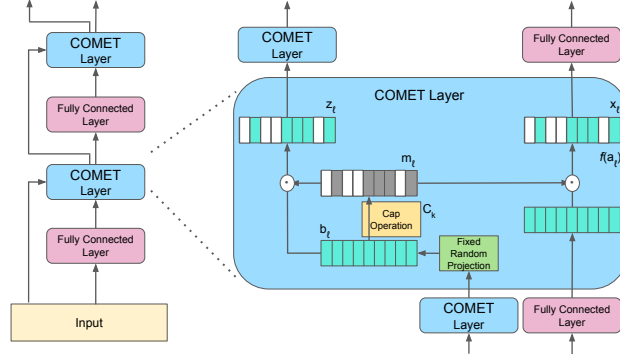 COMET
Layer
Fully Connected
Layer
COMET
Layer
Fully Connected
Layer
Input
COMET
Layer
Fully Connected
Layer
COMET Layer
z_ℓ
x_ℓ
m_ℓ
f(a_ℓ)
C_k
Cap
Operation
b_ℓ
Fixed
Random
Projection
COMET
Layer
Fully Connected
Layer